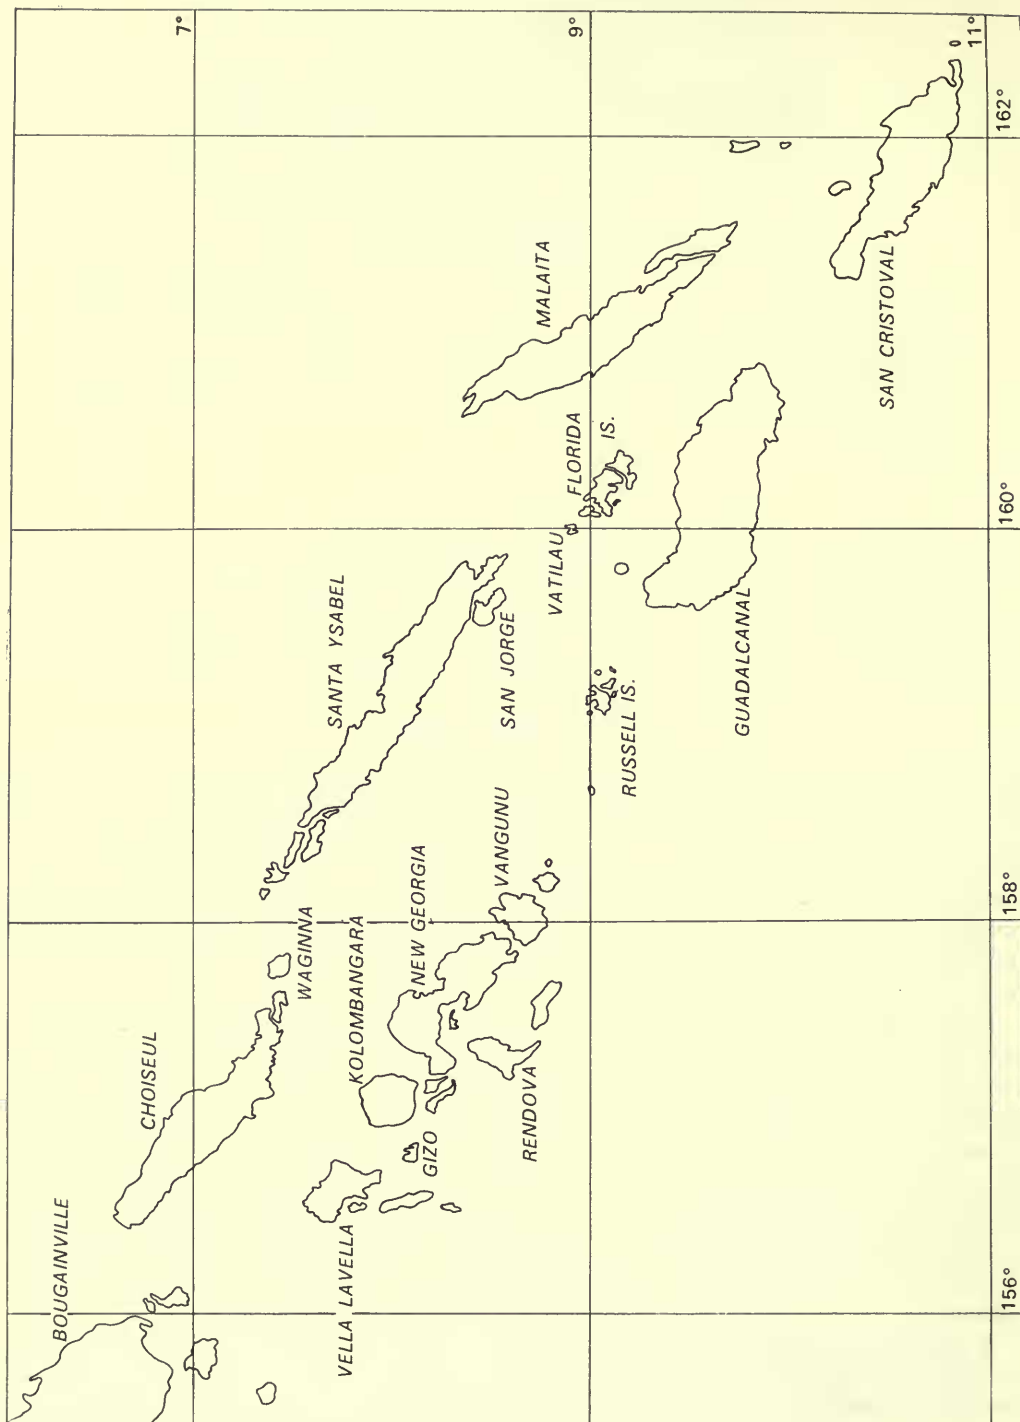 7°
9°
11°
BOUGAINVILLE
CHOISEUL
WAGINNA
VELLA LAVELLA
GIZO
KOLOMBANGARA
NEW GEORGIA
VANGUNU
RENDOVA
SANTA YSABEL
SAN JORGE
RUSSELL IS.
VATILAU
FLORIDA
IS.
MALAITA
GUADALCANAL
SAN CRISTOVAL
156°
158°
160°
162°